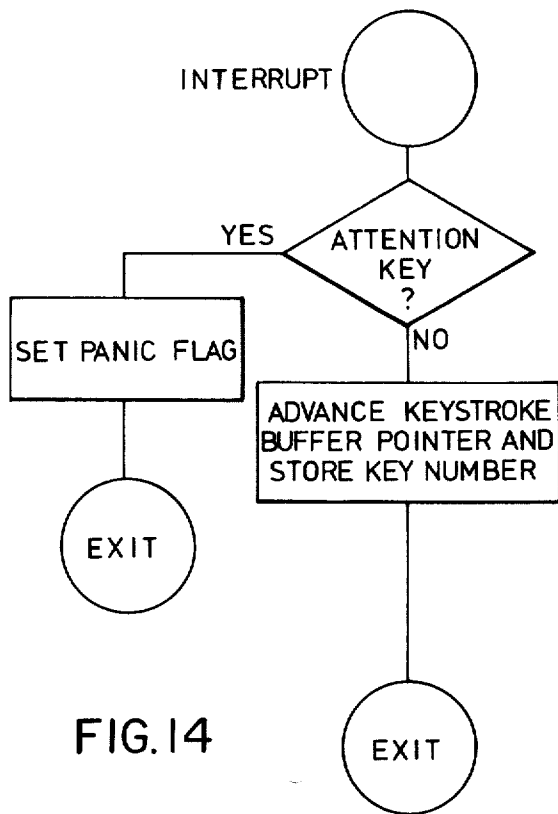 INTERRUPT
ATTENTION
KEY
?
YES
NO
SET PANIC FLAG
ADVANCE KEYSTROKE
BUFFER POINTER AND
STORE KEY NUMBER
EXIT
EXIT
FIG.14